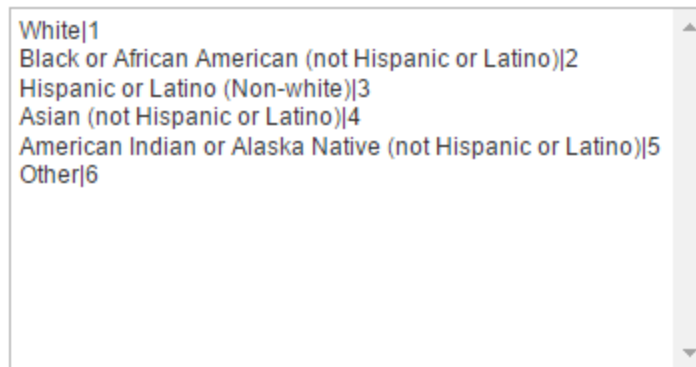 White|1
Black or African American (not Hispanic or Latino)|2
Hispanic or Latino (Non-white)|3
Asian (not Hispanic or Latino)|4
American Indian or Alaska Native (not Hispanic or Latino)|5
Other|6